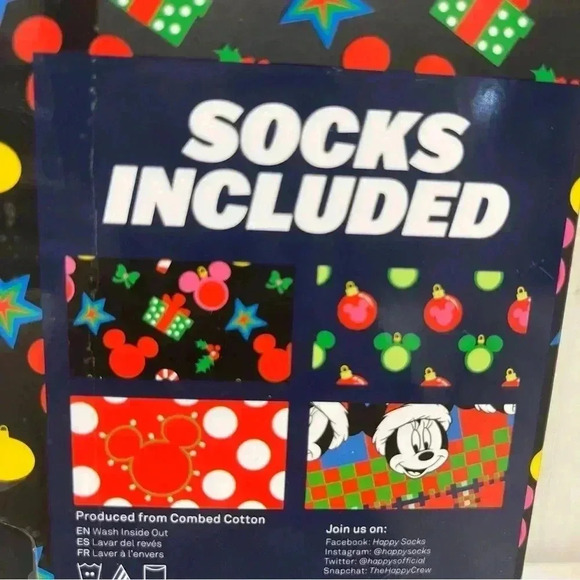 SOCKS
INCLUDED
Produced from Combed Cotton
EN Wash Inside Out
ES Lavar del revés
FR Laver à l'envers
Join us on:
Facebook: Happy Socks
Instagram: @happysocks
Twitter: @happysofficial
Snapchat: TheHappyCrew